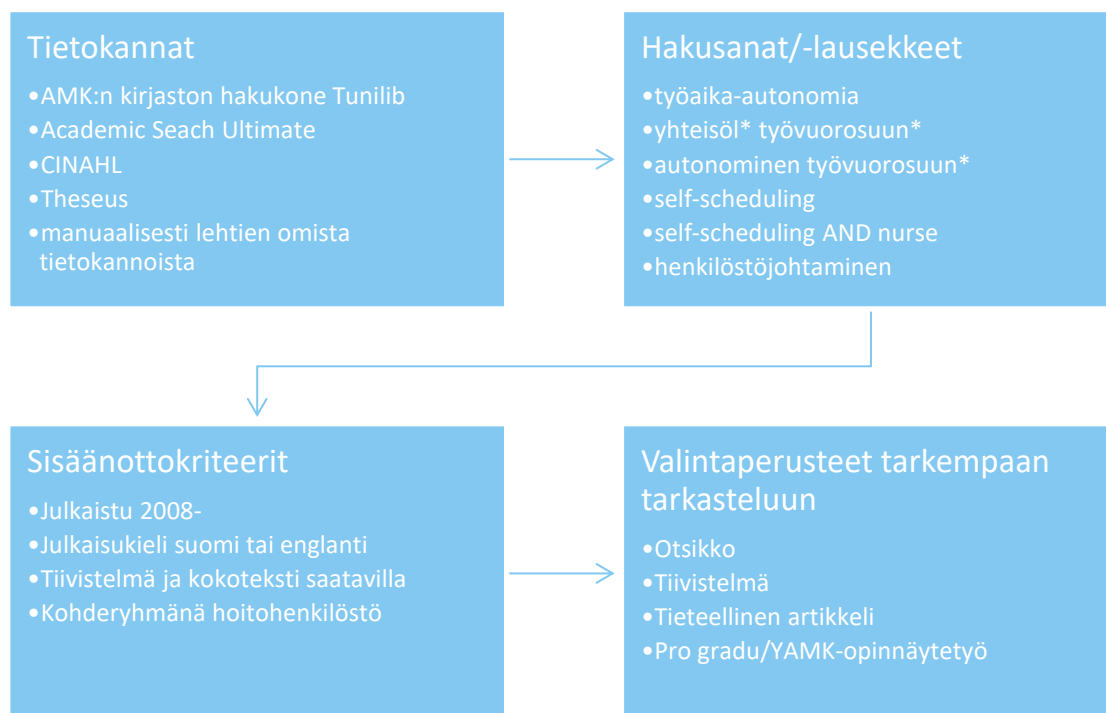 Tietokannat
•AMK:n kirjaston hakukone Tunilib
•Academic Seach Ultimate
•CINAHL
•Theseus
•manuaalisesti lehtien omista
tietokannoista
Hakusanat/-lausekkeet
•työaika-autonomia
•yhteisöl* työvuorosuun*
•autonominen työvuorosuun*
•self-scheduling
•self-scheduling AND nurse
•henkilöstöjohtaminen
Sisäänottokriteerit
•Julkaistu 2008-
•Julkaisukieli suomi tai englanti
•Tiivistelmä ja kokoteksti saatavilla
•Kohderyhmänä hoitohenkilöstö
Valintaperusteet tarkempaan
tarkasteluun
•Otsikko
•Tiivistelmä
•Tieteellinen artikkeli
•Pro gradu/YAMK-opinnäytetyö